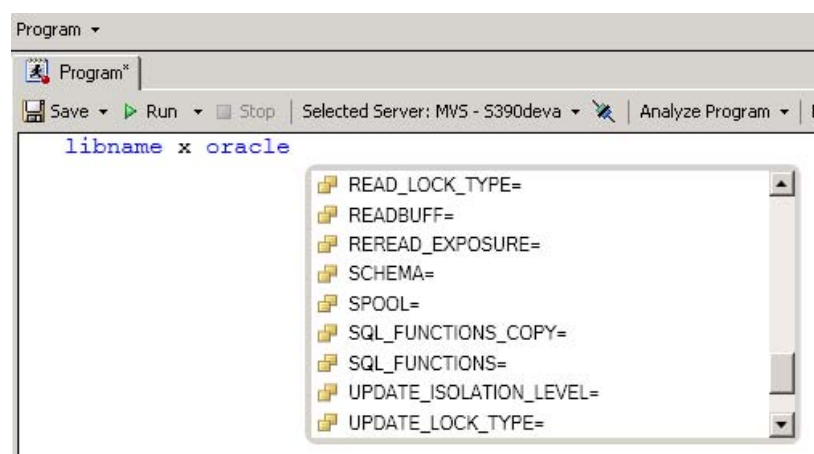 Program
Program*
Save Run Stop Selected Server: MVS - S390deva Analyze Program
libname x oracle
READ_LOCK_TYPE=
READBUFF=
REREAD_EXPOSURE=
SCHEMA=
SPOOL=
SQL_FUNCTIONS_COPY=
SQL_FUNCTIONS=
UPDATE_ISOLATION_LEVEL=
UPDATE_LOCK_TYPE=